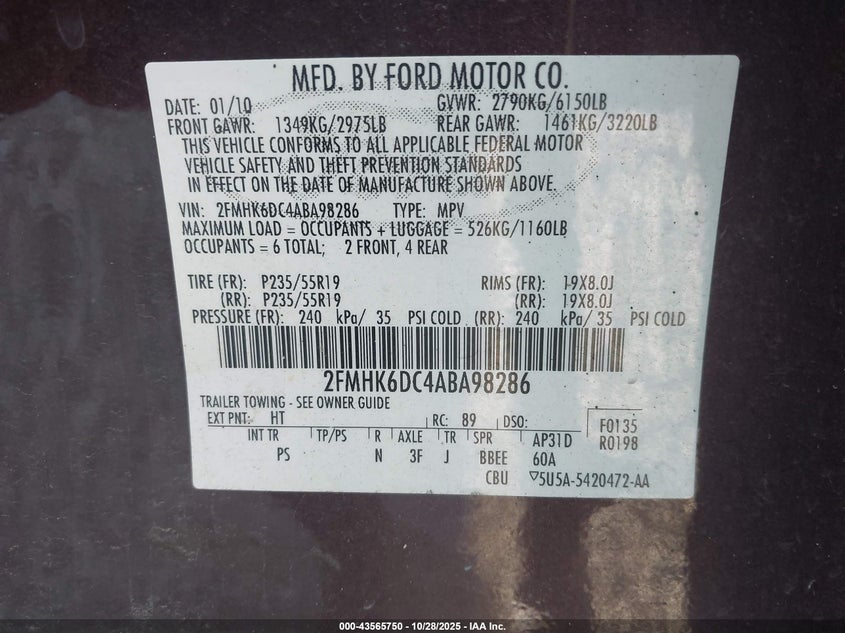 MFD. BY FORD MOTOR CO.
DATE: 01/10 GVWR: 2790KG/6150LB
FRONT GAWR: 1349KG/2975LB REAR GAWR: 1461KG/3220LB
THIS VEHICLE CONFORMS TO ALL APPLICABLE FEDERAL MOTOR
VEHICLE SAFETY AND THEFT PREVENTION STANDARDS
IN EFFECT ON THE DATE OF MANUFACTURE SHOWN ABOVE.
VIN: 2FMHK6DC4ABA98286 TYPE: MPV
MAXIMUM LOAD = OCCUPANTS + LUGGAGE = 526KG/1160LB
OCCUPANTS = 6 TOTAL; 2 FRONT, 4 REAR
TIRE (FR): P235/55R19 RIMS (FR): 19X8.0J
(RR): P235/55R19 (RR): 19X8.0J
PRESSURE (FR): 240 kPa/ 35 PSI COLD (RR): 240 kPa/ 35 PSI COLD
2FMHK6DC4ABA98286
TRAILER TOWING - SEE OWNER GUIDE
EXT PNT: HT RC: 89 DSO: F0135
INT TR TP/PS R AXLE TR SPR AP31D R0198
PS N 3F J BBEE 60A
CBU ▽5U5A-5420472-AA
000-43565750 | 10/28/2025 - IAA Inc.